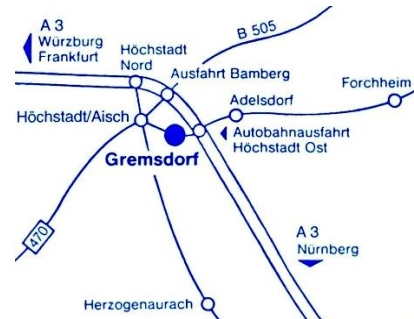 A 3
Würzburg
Frankfurt
Höchstadt
Nord
B 505
Ausfahrt Bamberg
Forchheim
Adelsdorf
Höchstadt/Aisch
Autobahnausfahrt
Höchstadt Ost
Gremsdorf
470
A 3
Nürnberg
Herzogenaurach